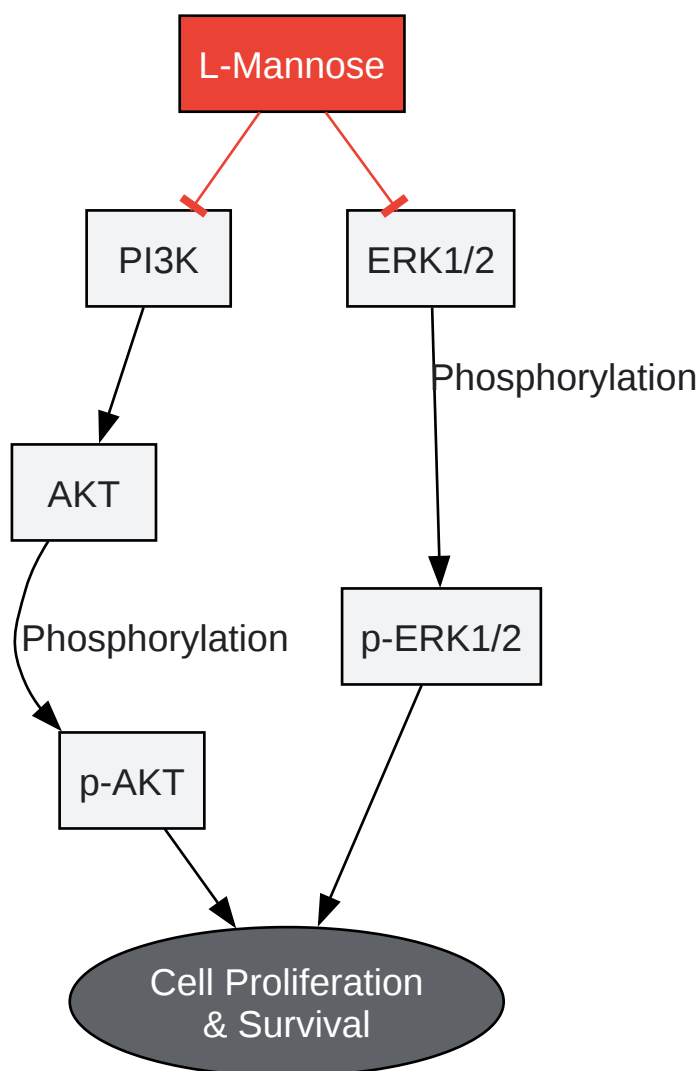 L-Mannose
PI3K
ERK1/2
Phosphorylation
AKT
Phosphorylation
p-ERK1/2
p-AKT
Cell Proliferation
& Survival